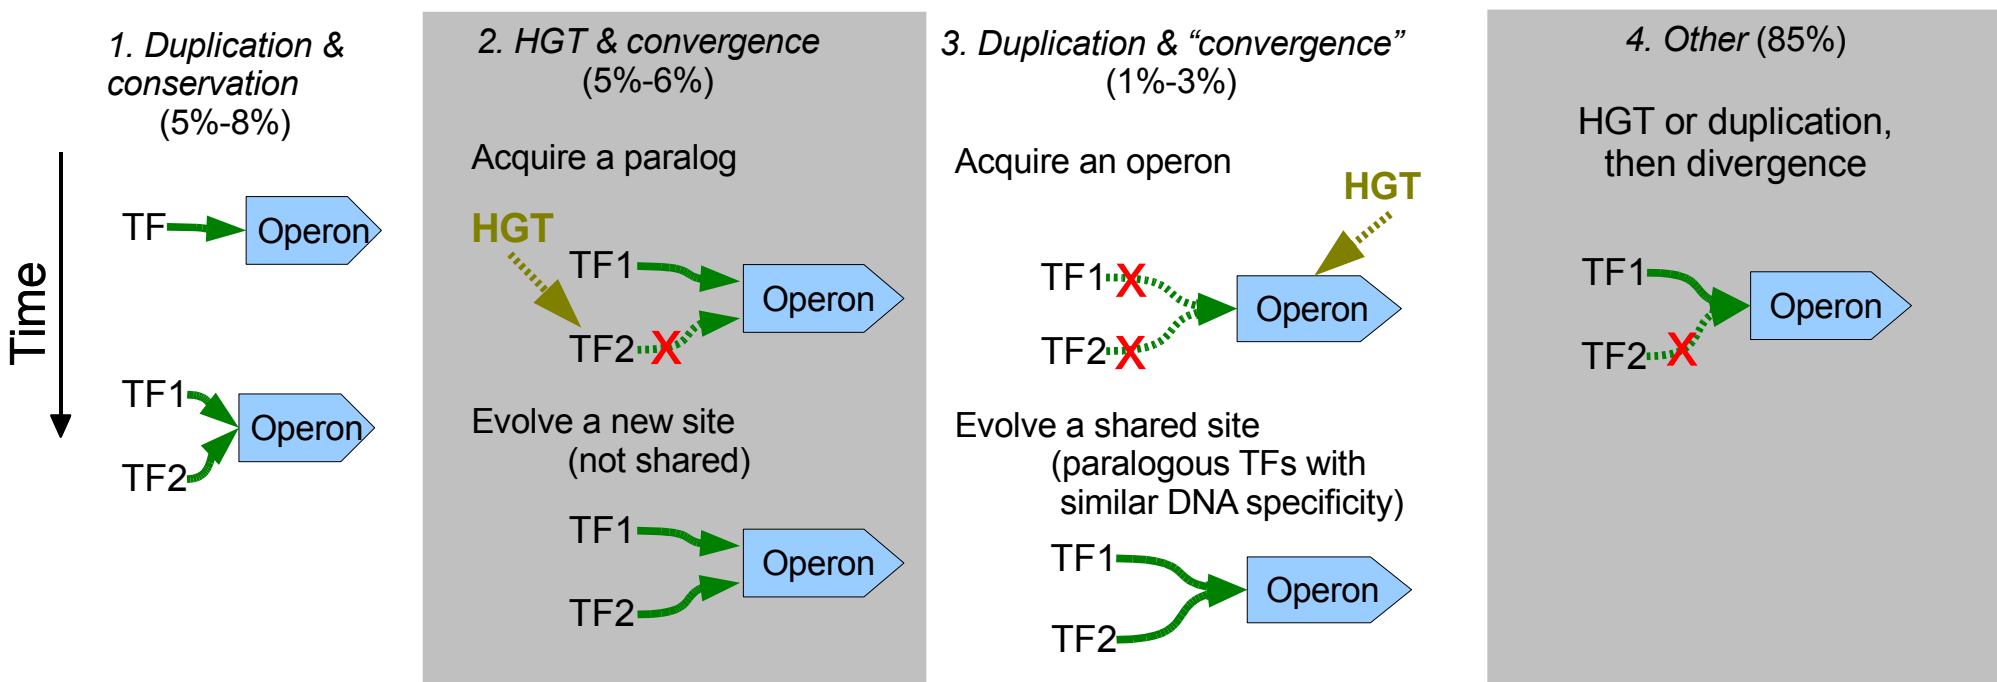 1. Duplication &
conservation
(5%-8%)
Time
TF
Operon
TF1
TF2
Operon
2. HGT & convergence
(5%-6%)
Acquire a paralog
HGT
TF1
TF2
X
Operon
Evolve a new site
(not shared)
TF1
TF2
Operon
3. Duplication & “convergence”
(1%-3%)
Acquire an operon
HGT
TF1
X
TF2
X
Operon
Evolve a shared site
(paralogous TFs with
similar DNA specificity)
TF1
TF2
Operon
4. Other (85%)
HGT or duplication,
then divergence
TF1
TF2
X
Operon